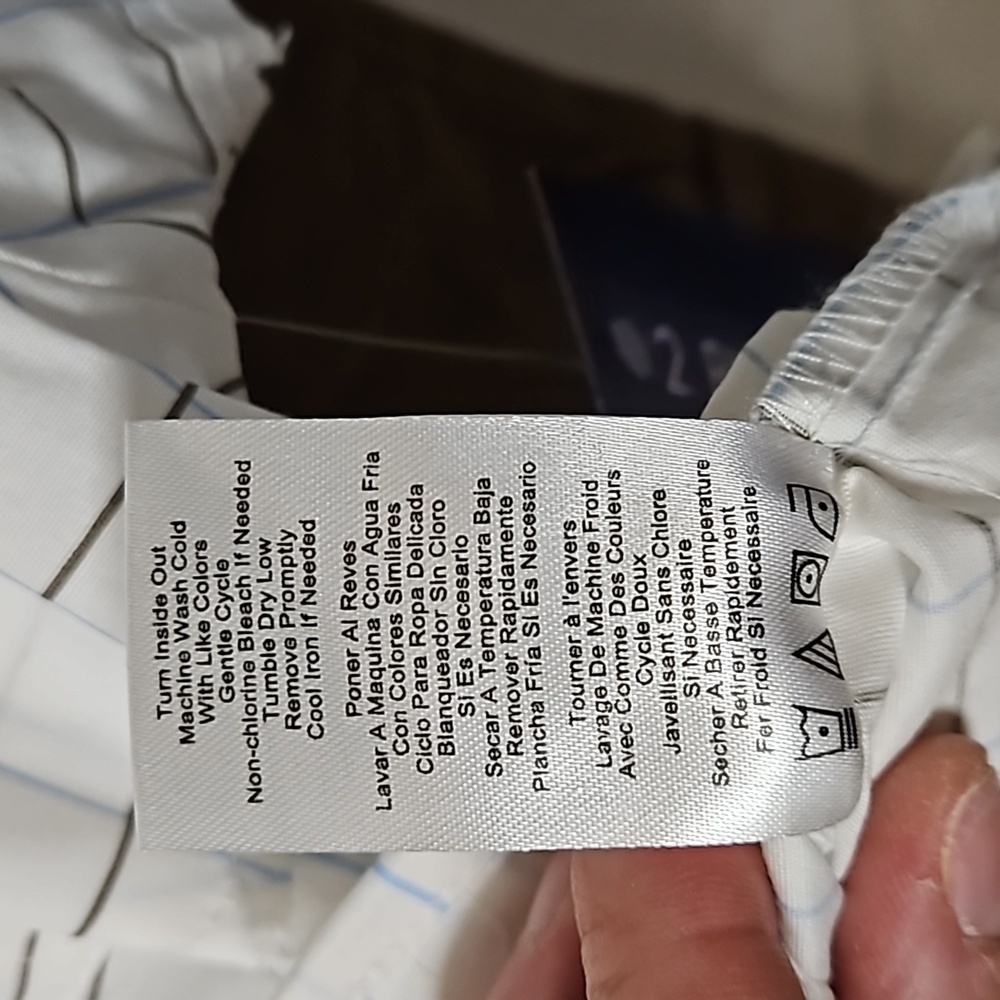 Turn Inside Out
Machine Wash Cold
With Like Colors
Gentle Cycle
Non-chlorine Bleach If Needed
Tumble Dry Low
Remove Promptly
Cool Iron If Needed
Poner Al Reves
Lavar A Maquina Con Agua Fria
Con Colores Similares
Ciclo Para Ropa Delicada
Blanqueador Sin Cloro
Si Es Necesario
Secar A Temperatura Baja
Remover Rapidamente
Plancha Fría Si Es Necesario
Tourner à l'envers
Lavage De Machine Froid
Avec Comme Des Couleurs
Cycle Doux
Javellisant Sans Chlore
Si Necessaire
Secher A Basse Temperature
Retirer Rapidement
Fer Froid Si Necessaire